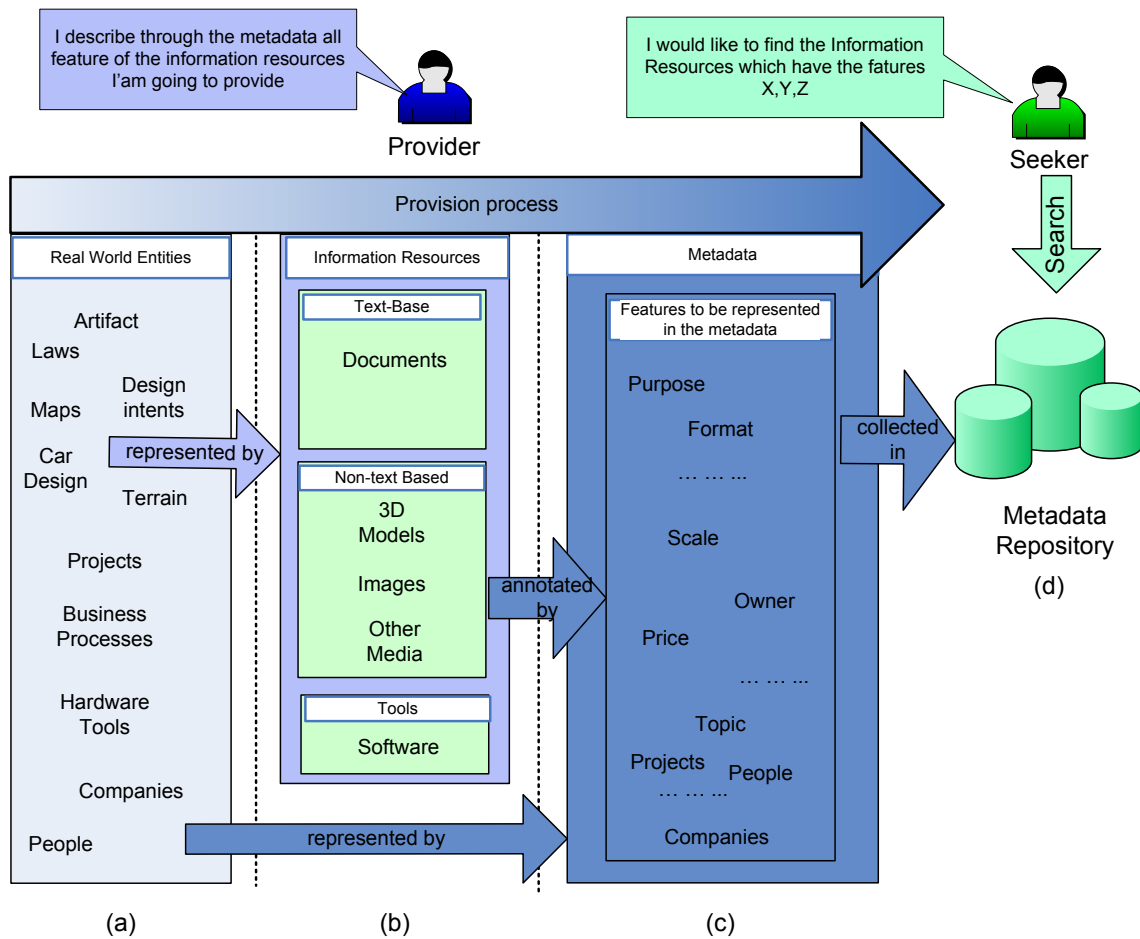 I describe through the metadata all
feature of the information resources
I'am going to provide
Provider
I would like to find the Information
Resources which have the fatures
X,Y,Z
Seeker
Provision process
Search
Real World Entities
Artifact
Laws
Design
intents
Maps
Car
Design
Terrain
Projects
Business
Processes
Hardware
Tools
Companies
People
represented by
Information Resources
Text-Base
Documents
Non-text Based
3D
Models
Images
Other
Media
Tools
Software
annotated
by
represented by
Metadata
Features to be represented
in the metadata
Purpose
Format
… … ...
Scale
Owner
Price
… … ...
Topic
Projects
People
… … ...
Companies
collected
in
Metadata
Repository
(d)
(a)
(b)
(c)